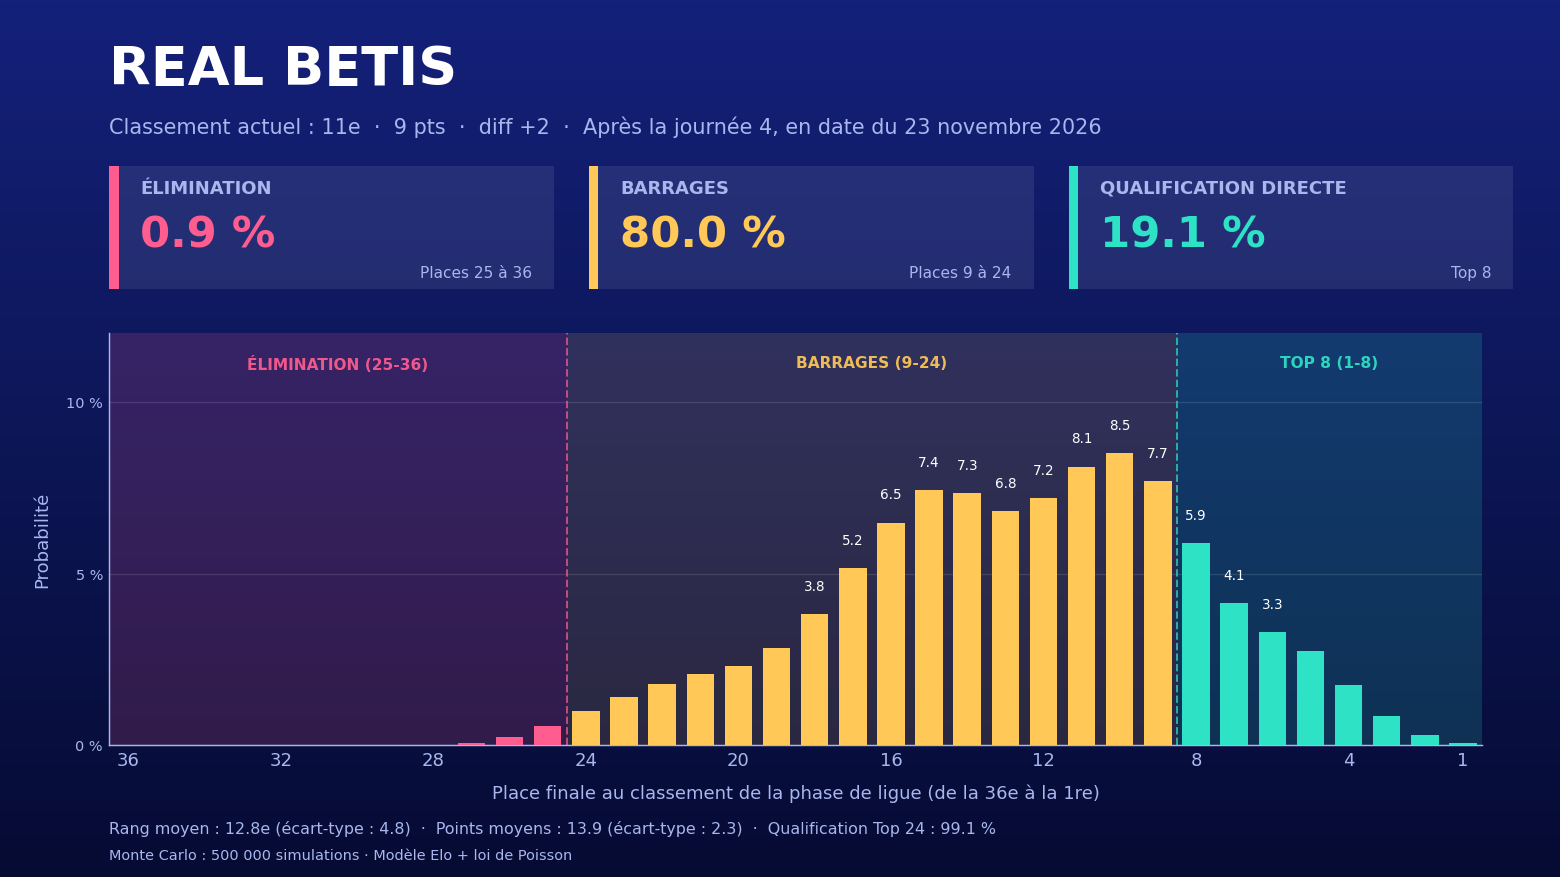 REAL BETIS
Classement actuel : 11e · 9 pts · diff +2 · Après la journée 4, en date du 23 novembre 2026
ÉLIMINATION
0.9 %
Places 25 à 36
BARRAGES
80.0 %
Places 9 à 24
QUALIFICATION DIRECTE
19.1 %
Top 8
ÉLIMINATION (25-36)
BARRAGES (9-24)
TOP 8 (1-8)
Probabilité
10 %
5 %
0 %
3.8
5.2
6.5
7.4
7.3
6.8
7.2
8.1
8.5
7.7
5.9
4.1
3.3
36 32 28 24 20 16 12 8 4 1
Place finale au classement de la phase de ligue (de la 36e à la 1re)
Rang moyen : 12.8e (écart-type : 4.8) · Points moyens : 13.9 (écart-type : 2.3) · Qualification Top 24 : 99.1 %
Monte Carlo : 500 000 simulations · Modèle Elo + loi de Poisson